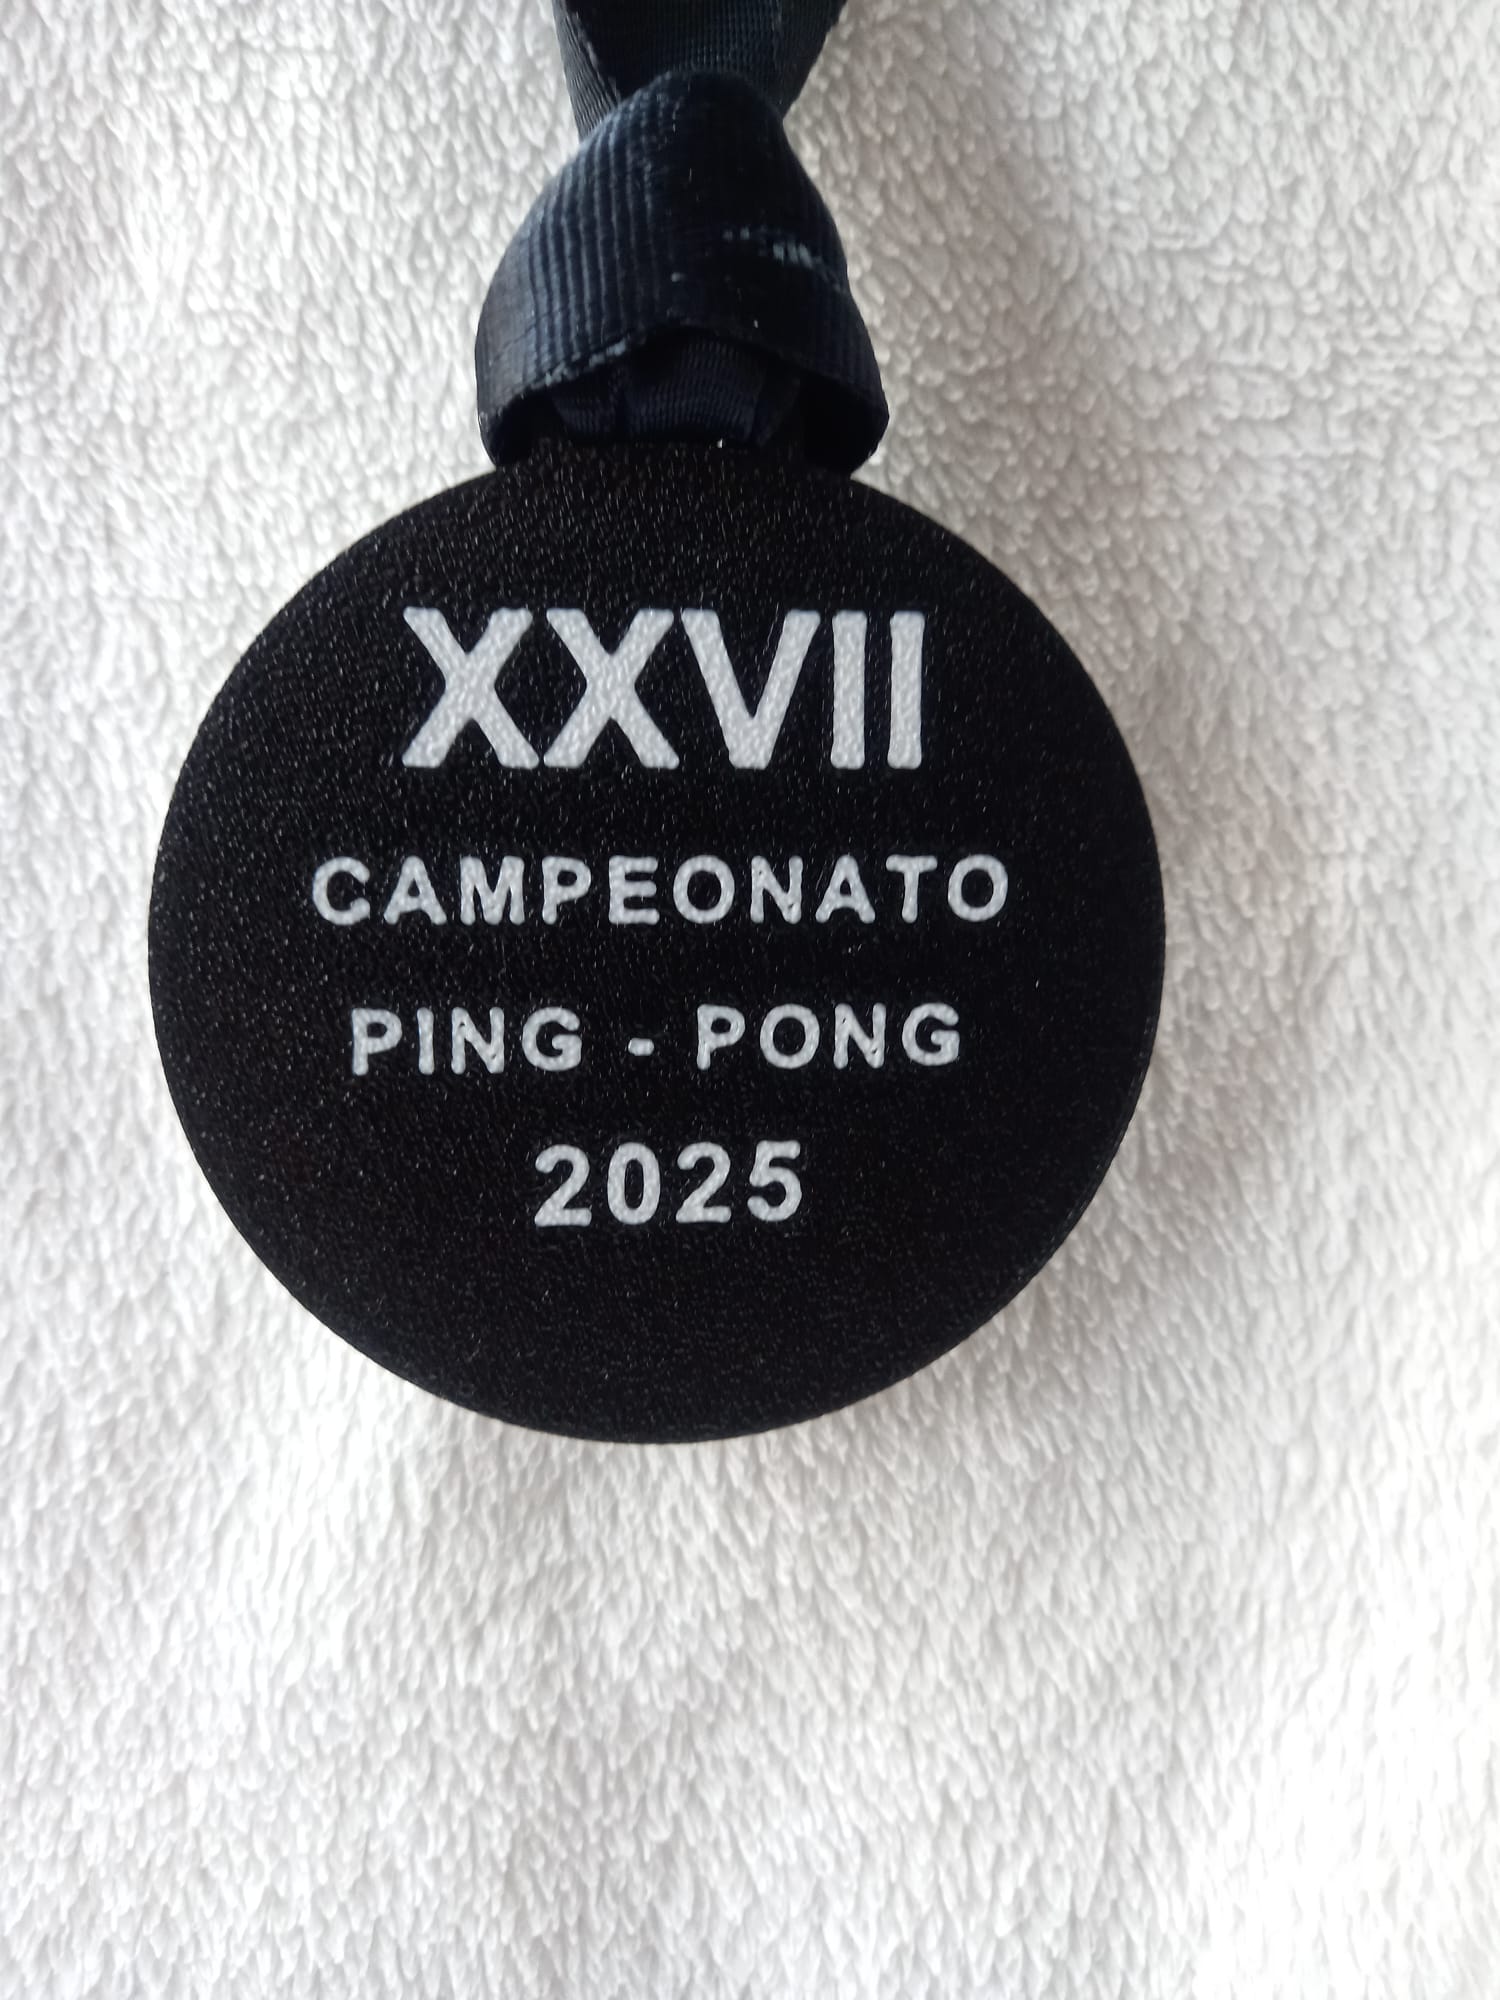 XXVII
CAMPEONATO
PING - PONG
2025